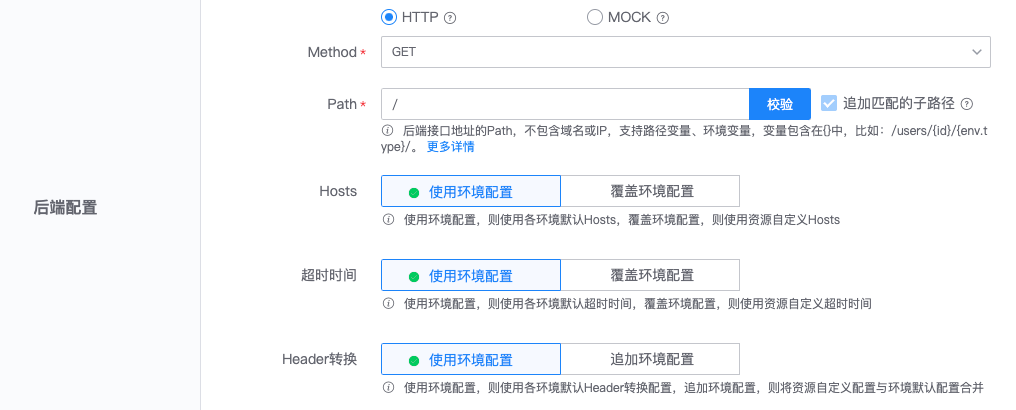 HTTP ? MOCK ?
Method * GET
Path * / 校验 追加匹配的子路径 ?
后端接口地址的Path，不包含域名或IP，支持路径变量、环境变量，变量包含在{}中，比如：/users/{id}/{env.t
ype}/。 更多详情
Hosts 使用环境配置 覆盖环境配置
后端配置
使用环境配置，则使用各环境默认Hosts，覆盖环境配置，则使用资源自定义Hosts
超时时间 使用环境配置 覆盖环境配置
使用环境配置，则使用各环境默认超时时间，覆盖环境配置，则使用资源自定义超时时间
Header转换 使用环境配置 追加环境配置
使用环境配置，则使用各环境默认Header转换配置，追加环境配置，则将资源自定义配置与环境默认配置合并